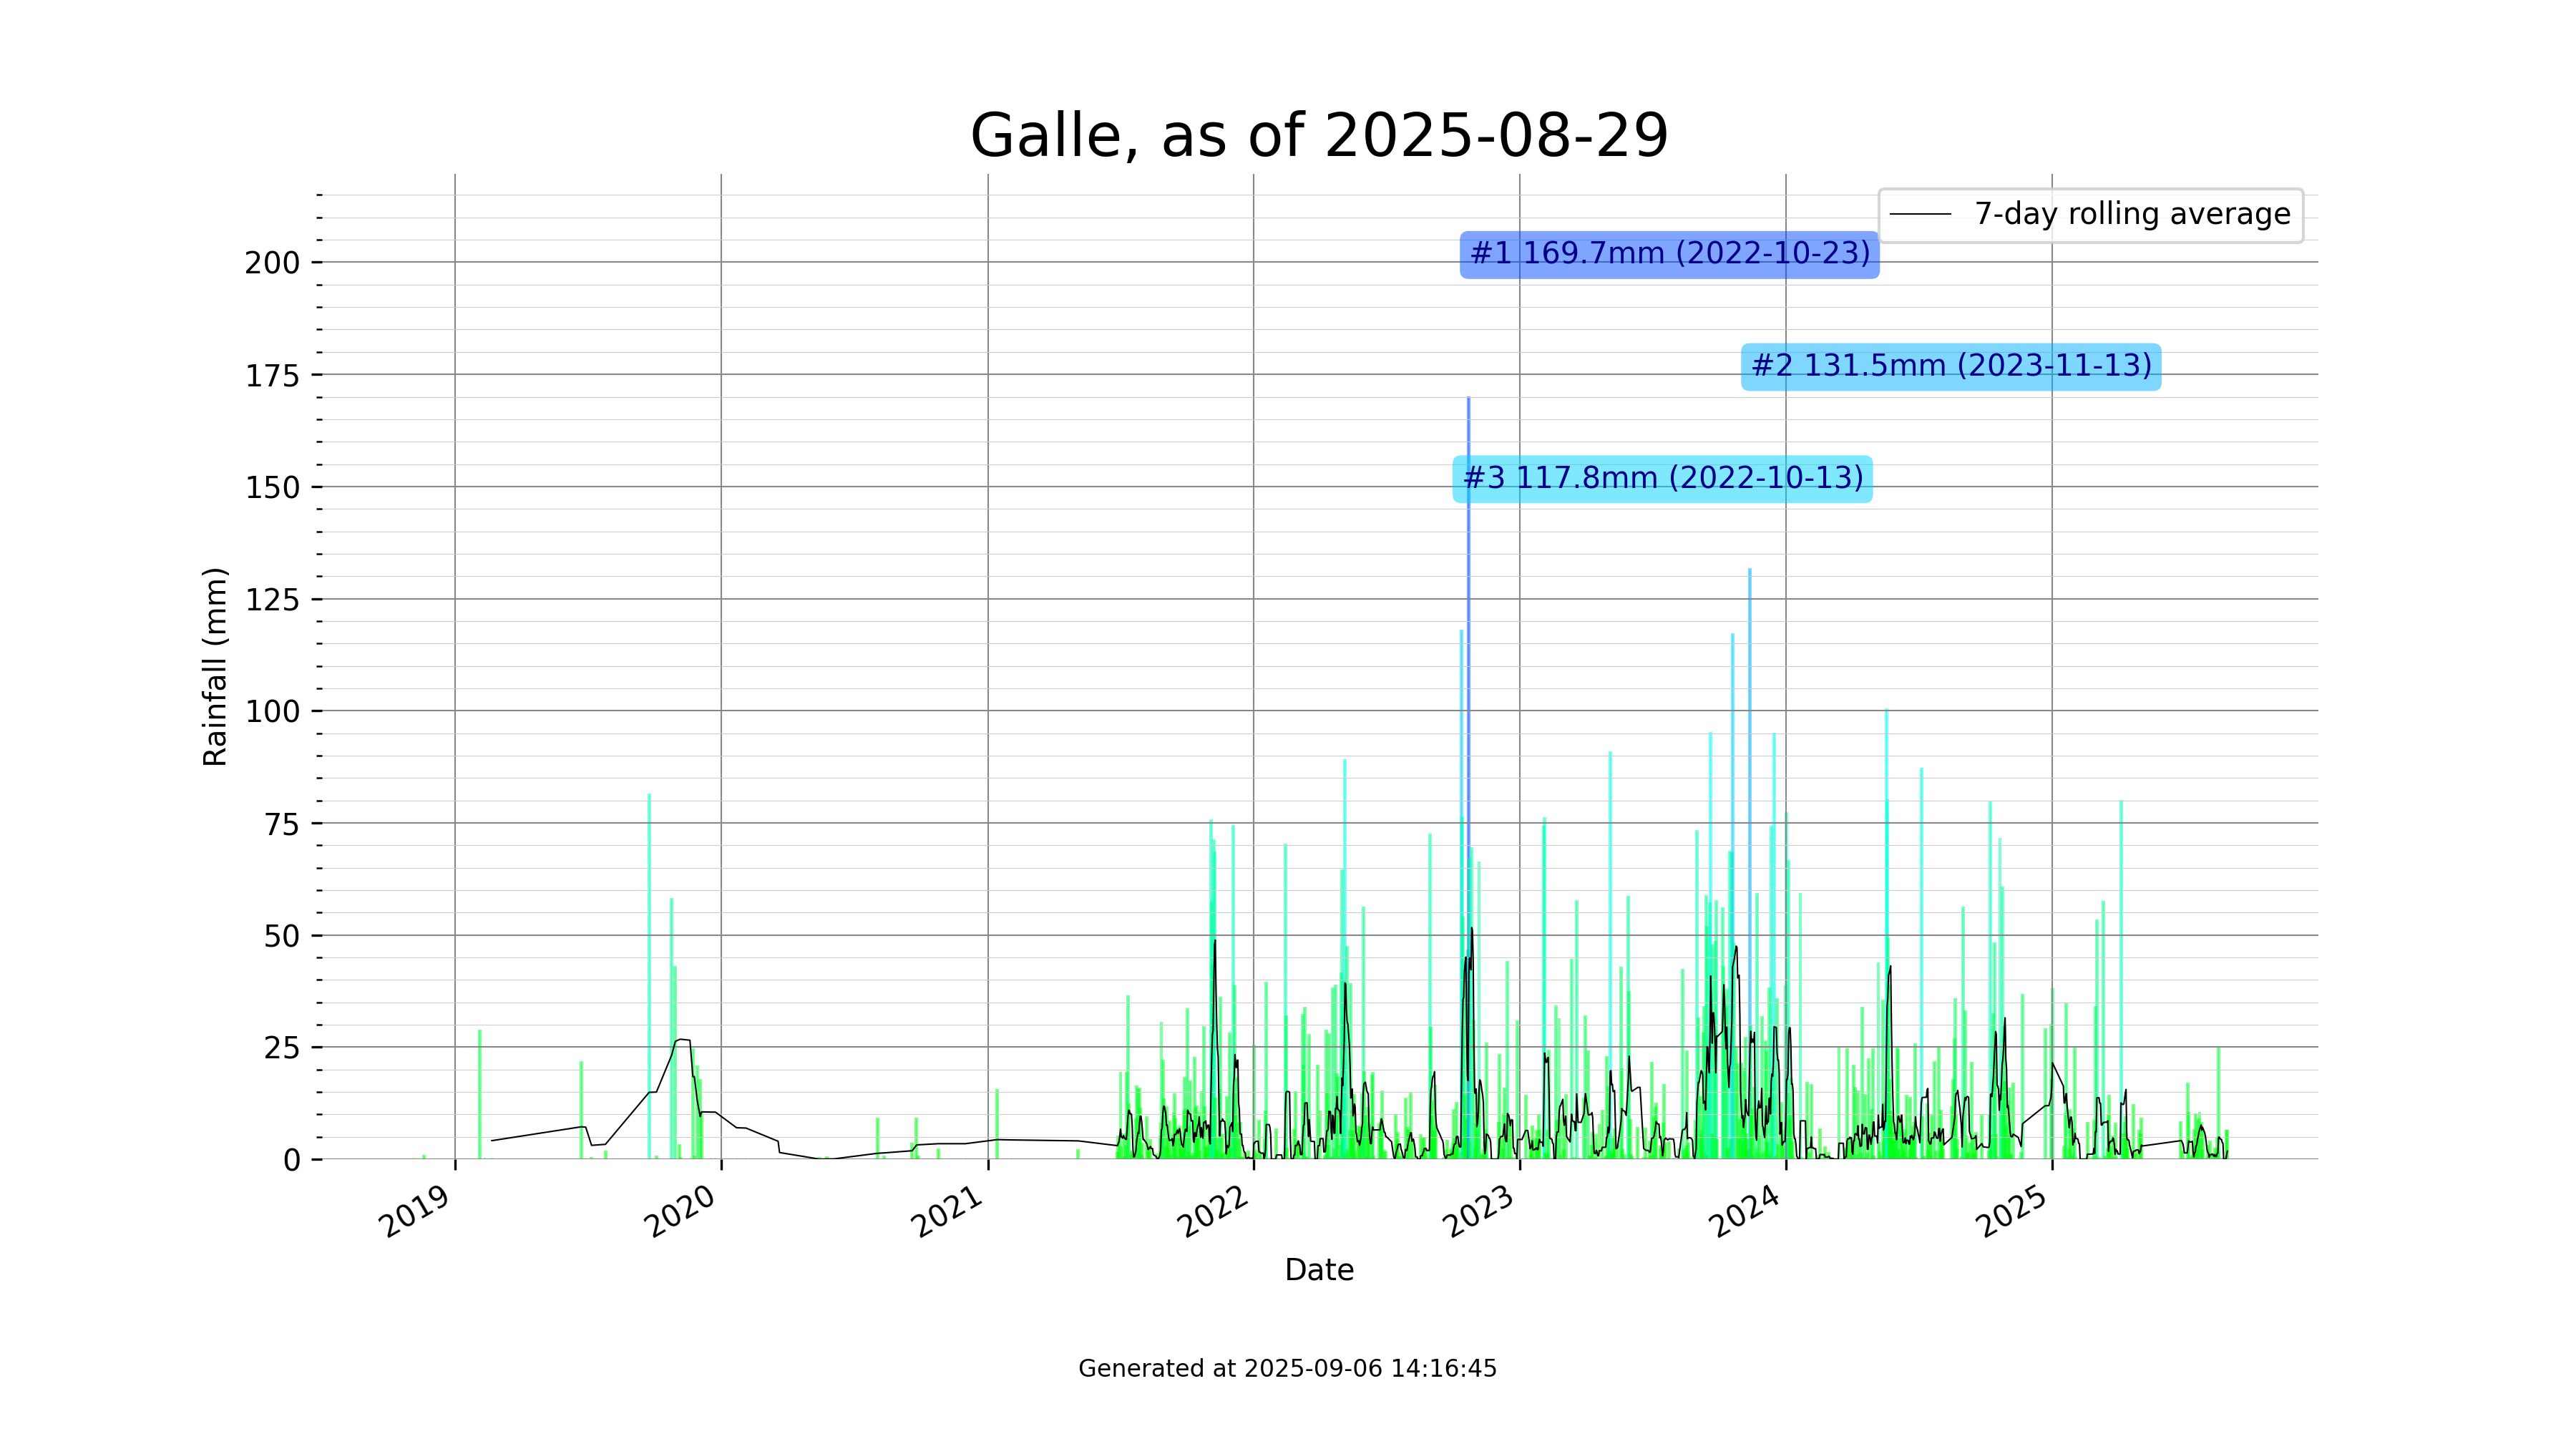 Galle, as of 2025-08-29
7-day rolling average
#1 169.7mm (2022-10-23)
#2 131.5mm (2023-11-13)
#3 117.8mm (2022-10-13)
Rainfall (mm)
200
175
150
125
100
75
50
25
0
2019
2020
2021
2022
2023
2024
2025
Date
Generated at 2025-09-06 14:16:45